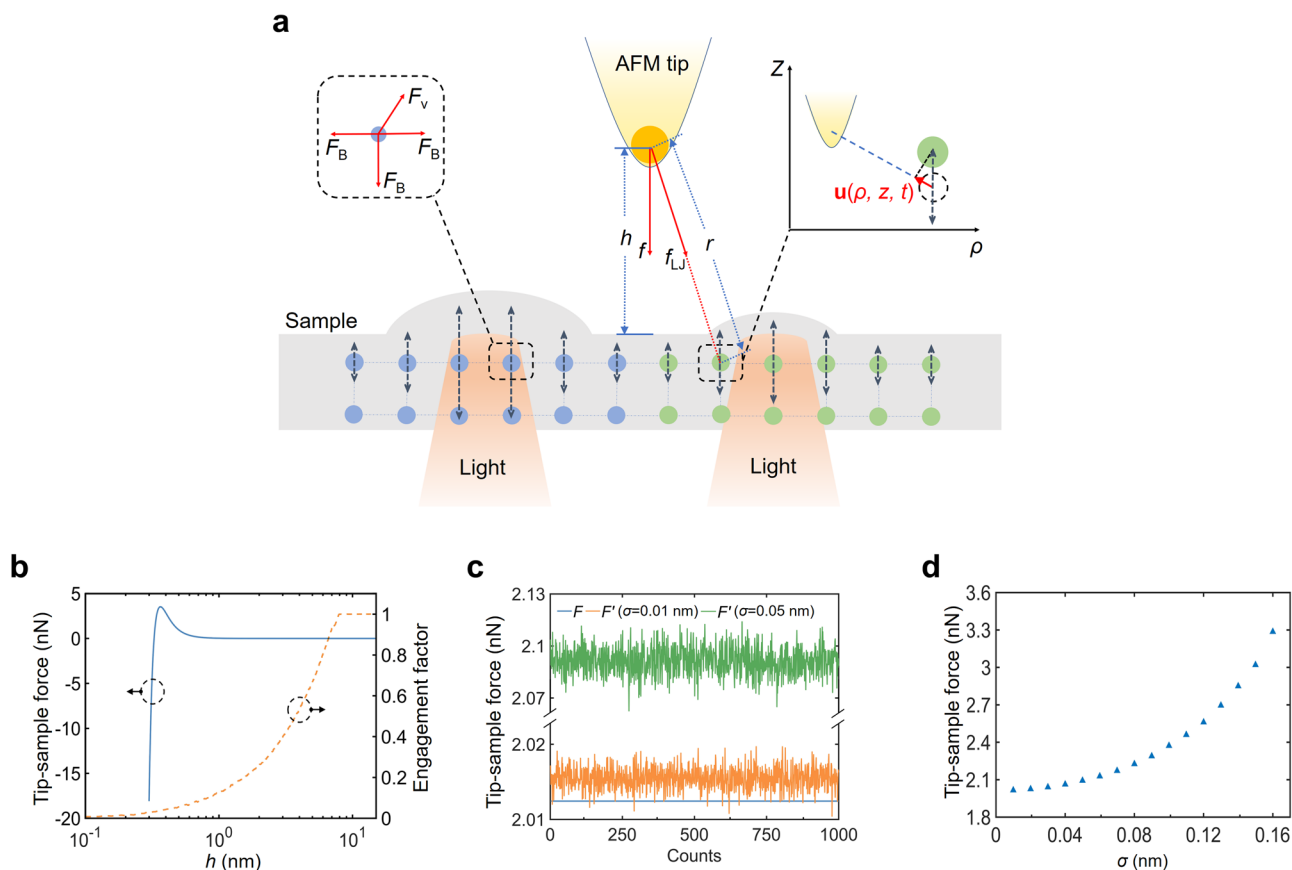 a
AFM tip
Z
F_v
F_B
F_B
F_B
u(ρ, z, t)
ρ
h
f
f_LJ
r
Sample
Light
Light
b
Tip-sample force (nN)
5
0
-5
-10
-15
-20
1
0.8
0.6
0.4
0.2
0
Engagement factor
10^-1
10^0
10^1
h (nm)
c
Tip-sample force (nN)
2.13
2.1
2.07
2.02
2.01
F
F' (σ=0.01 nm)
F' (σ=0.05 nm)
0
250
500
750
1000
Counts
d
Tip-sample force (nN)
3.6
3.3
3
2.7
2.4
2.1
1.8
0
0.04
0.08
0.12
0.16
σ (nm)